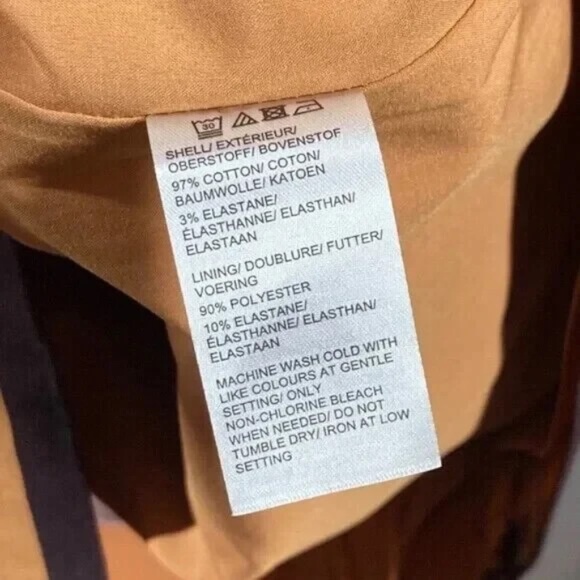 30
SHELL/ EXTÉRIEUR/
OBERSTOFF/ BOVENSTOF
97% COTTON/ COTON/
BAUMWOLLE/ KATOEN
3% ELASTANE/
ÉLASTHANNE/ ELASTHAN/
ELASTAAN
LINING/ DOUBLURE/ FUTTER/
VOERING
90% POLYESTER
10% ELASTANE/
ÉLASTHANNE/ ELASTHAN/
ELASTAAN
MACHINE WASH COLD WITH
LIKE COLOURS AT GENTLE
SETTING/ ONLY
NON-CHLORINE BLEACH
WHEN NEEDED/ DO NOT
TUMBLE DRY/ IRON AT LOW
SETTING